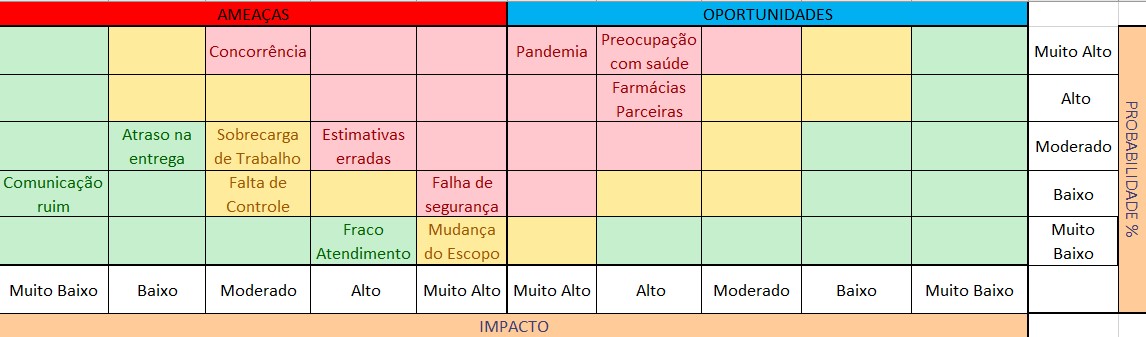 AMEAÇAS
OPORTUNIDADES
Concorrência
Pandemia
Preocupação
com saúde
Muito Alto
Farmácias
Parceiras
Alto
Atraso na
entrega
Sobrecarga
de Trabalho
Estimativas
erradas
Moderado
Comunicação
ruim
Falta de
Controle
Falha de
segurança
Baixo
Fraco
Atendimento
Mudança
do Escopo
Muito
Baixo
PROBABILIDADE %
Muito Baixo
Baixo
Moderado
Alto
Muito Alto
Muito Alto
Alto
Moderado
Baixo
Muito Baixo
IMPACTO